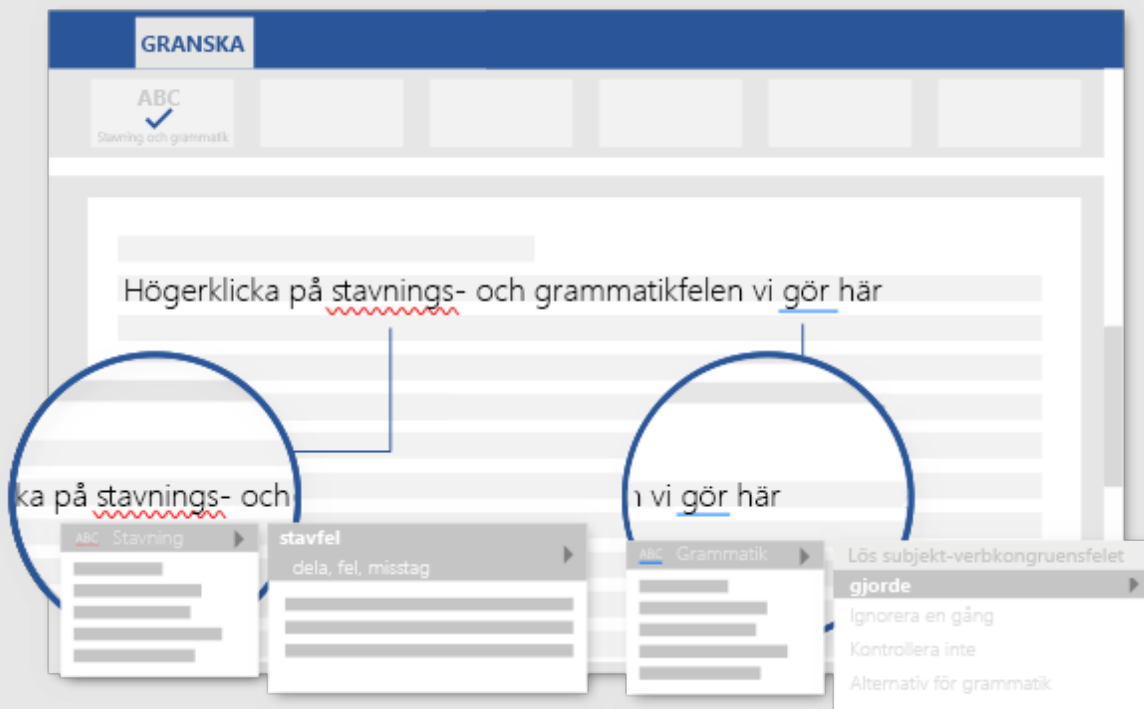 GRANSKA
ABC
Stavning och grammatik
Högerklicka på stavnings- och grammatikfelen vi gör här
ka på stavnings- och
vi gör här
ABC Stavning
stavfel
dela, fel, misstag
ABC Grammatik
Lös subjekt-verbkongruensfelet
gjorde
Ignorera en gång
Kontrollera inte
Alternativ för grammatik